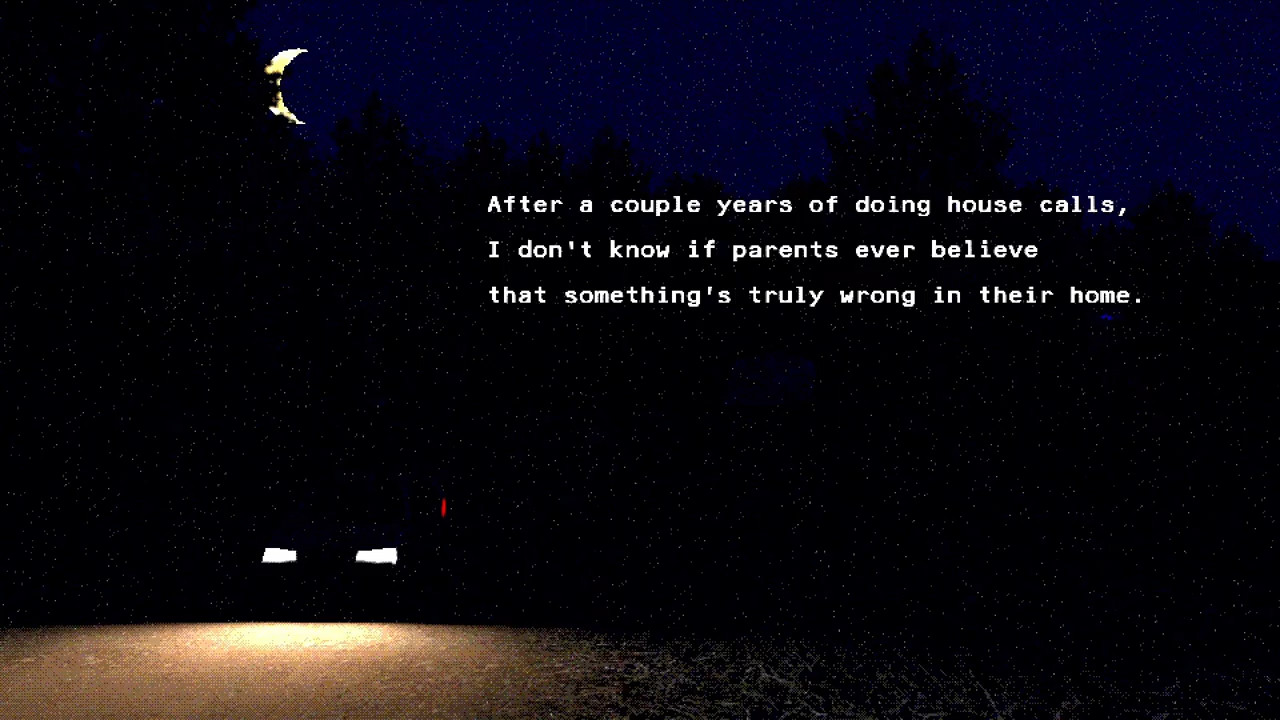 After a couple years of doing house calls,
I don't know if parents ever believe
that something's truly wrong in their home.